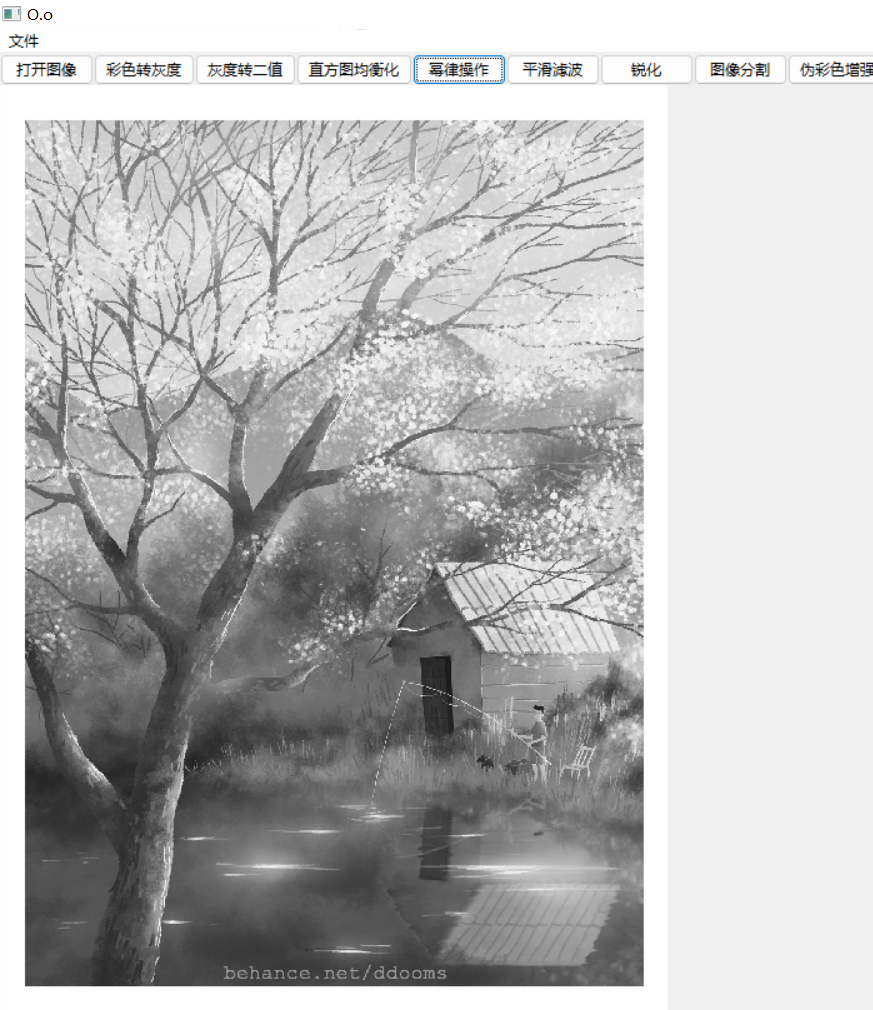 O.o
文件
打开图像 彩色转灰度 灰度转二值 直方图均衡化 幂律操作 平滑滤波 锐化 图像分割 伪彩色增强
behance.net/ddooms